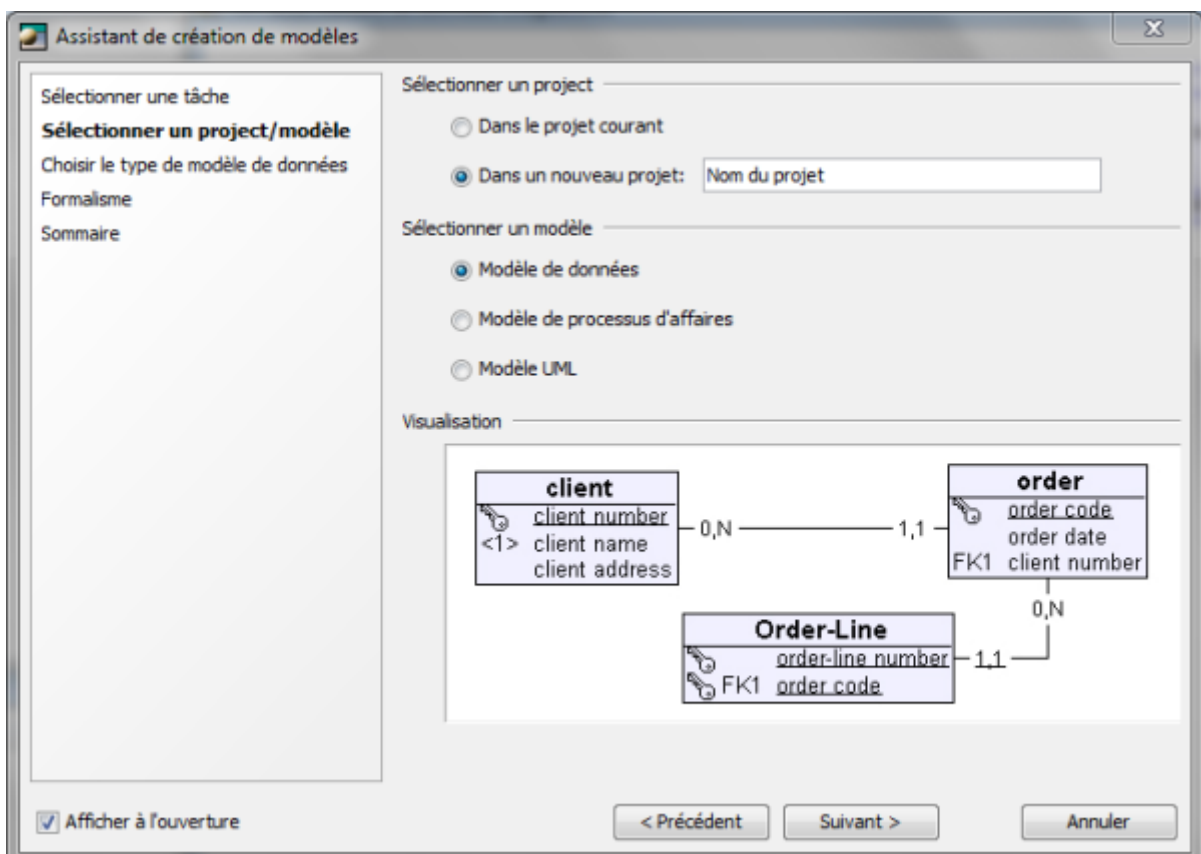 Assistant de création de modèles
Sélectionner une tâche
Sélectionner un project/modèle
Choisir le type de modèle de données
Formalisme
Sommaire
Sélectionner un project
Dans le projet courant
Dans un nouveau projet: Nom du projet
Sélectionner un modèle
Modèle de données
Modèle de processus d'affaires
Modèle UML
Visualisation
client
client number
<1> client name
client address
0,N
1,1
order
order code
order date
FK1 client number
0,N
Order-Line
order-line number
FK1 order code
1,1
Afficher à l'ouverture
< Précédent
Suivant >
Annuler